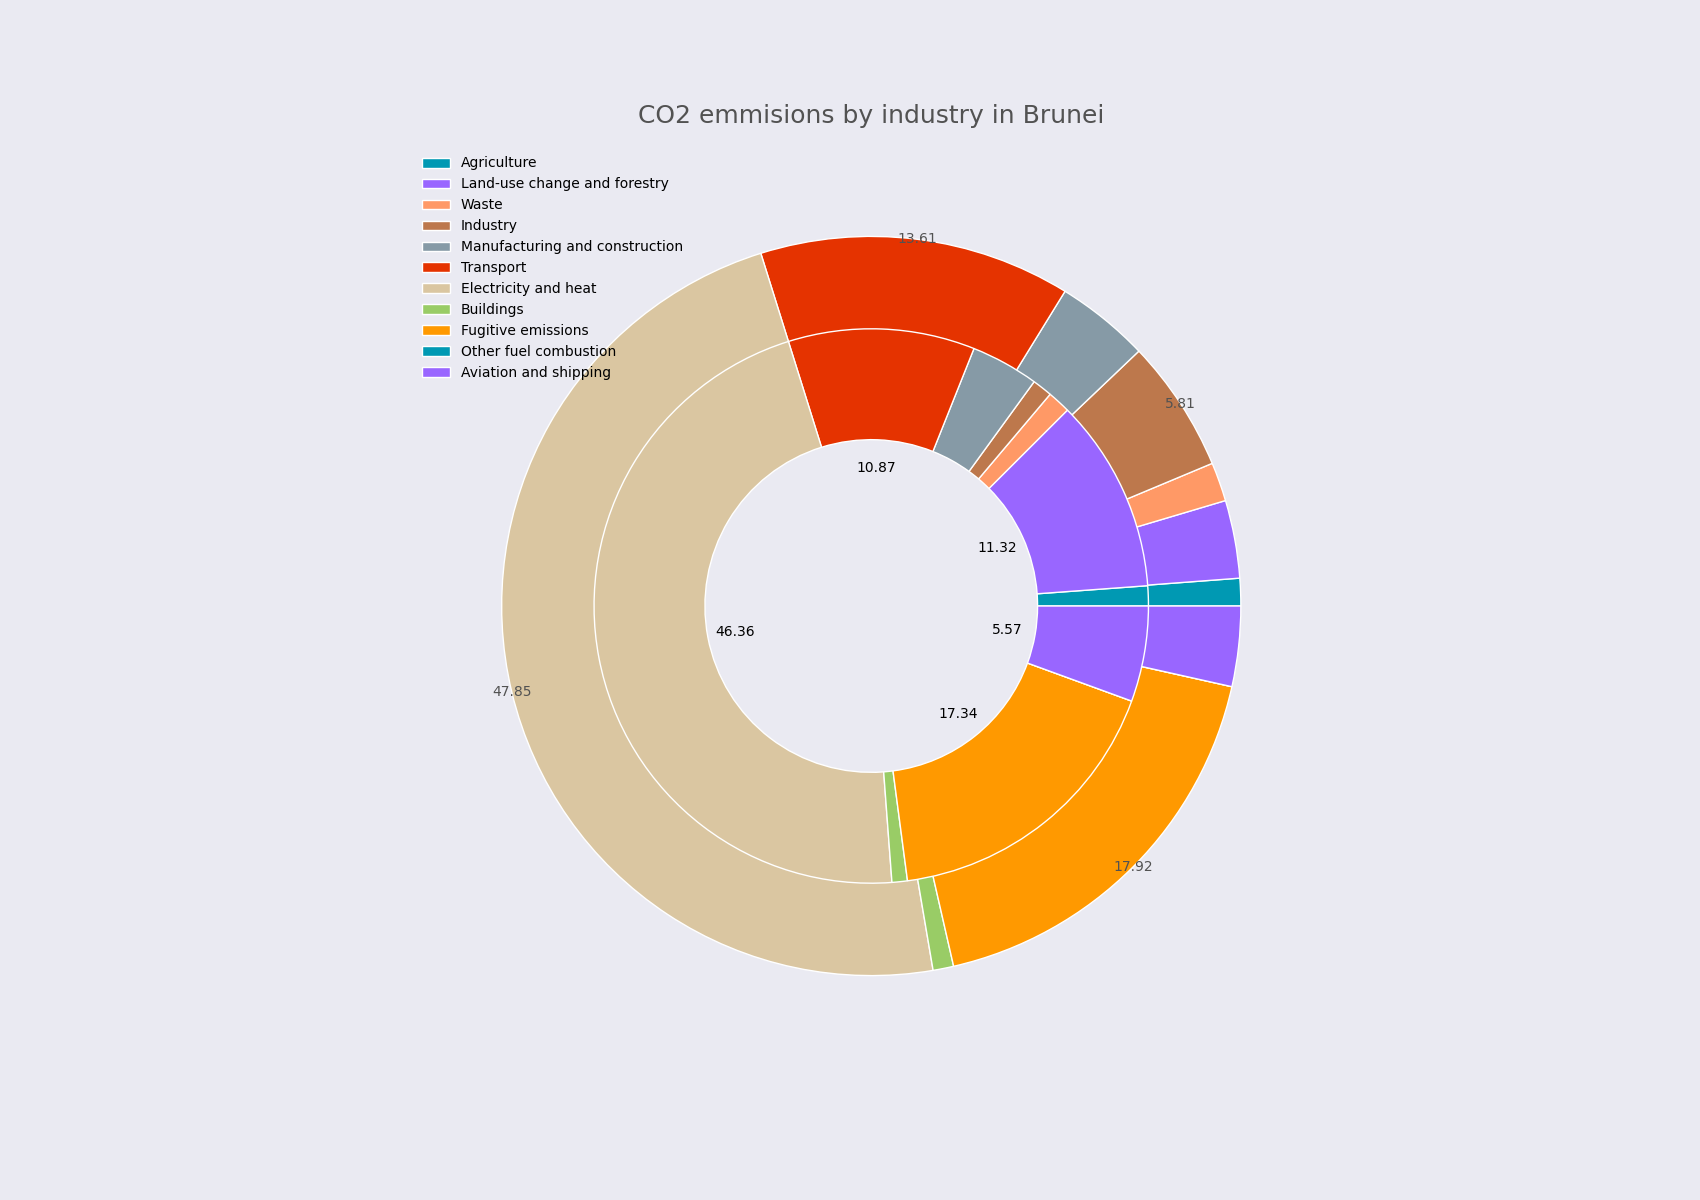 CO2 emmisions by industry in Brunei
Agriculture
Land-use change and forestry
Waste
Industry
Manufacturing and construction
Transport
Electricity and heat
Buildings
Fugitive emissions
Other fuel combustion
Aviation and shipping
13.61
5.81
10.87
11.32
46.36
5.57
47.85
17.34
17.92